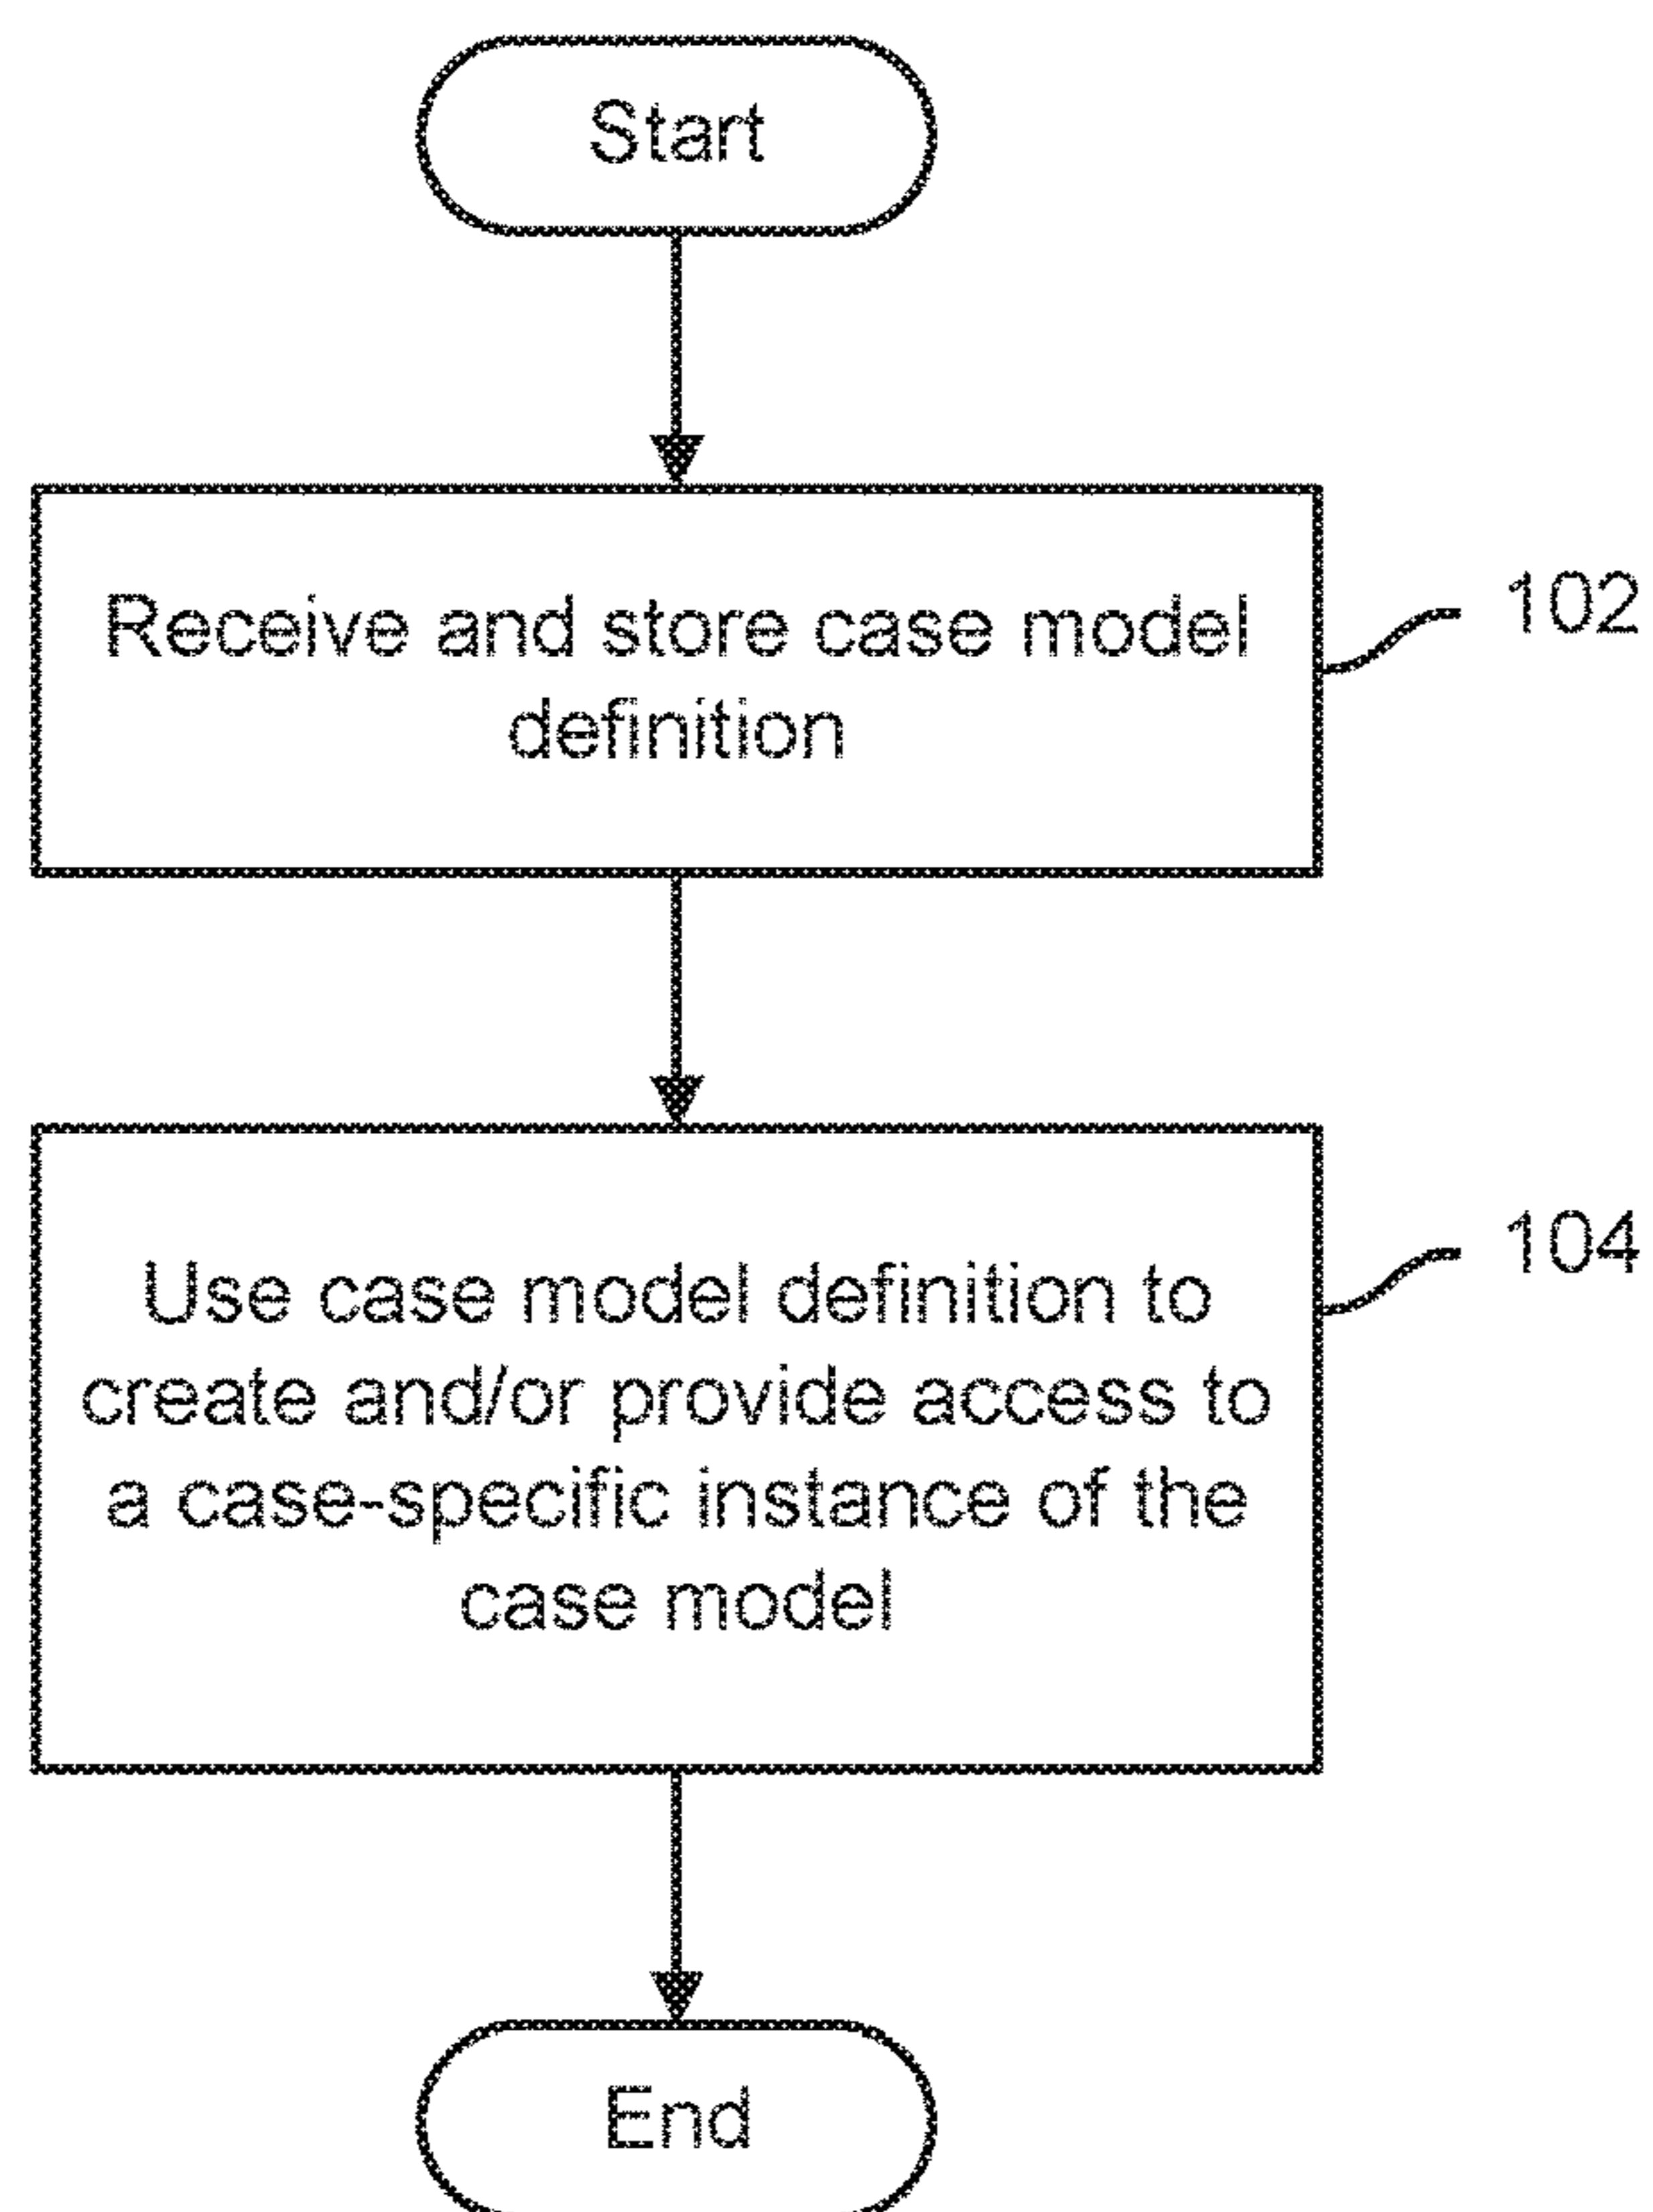 Start
Receive and store case model
definition
102
Use case model definition to
create and/or provide access to
a case-specific instance of the
case model
104
End